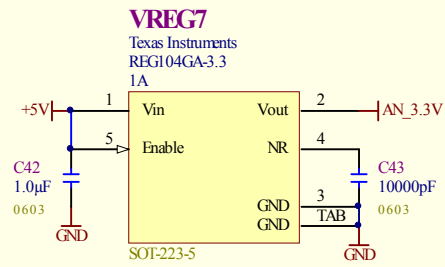 VREG7
Texas Instruments
REG104GA-3.3
1A
+5V 1 Vin Vout 2 AN_3.3V
5 Enable NR 4
C42
1.0µF
0603
GND
C43
10000pF
0603
GND
GND 3
GND TAB
SOT-223-5